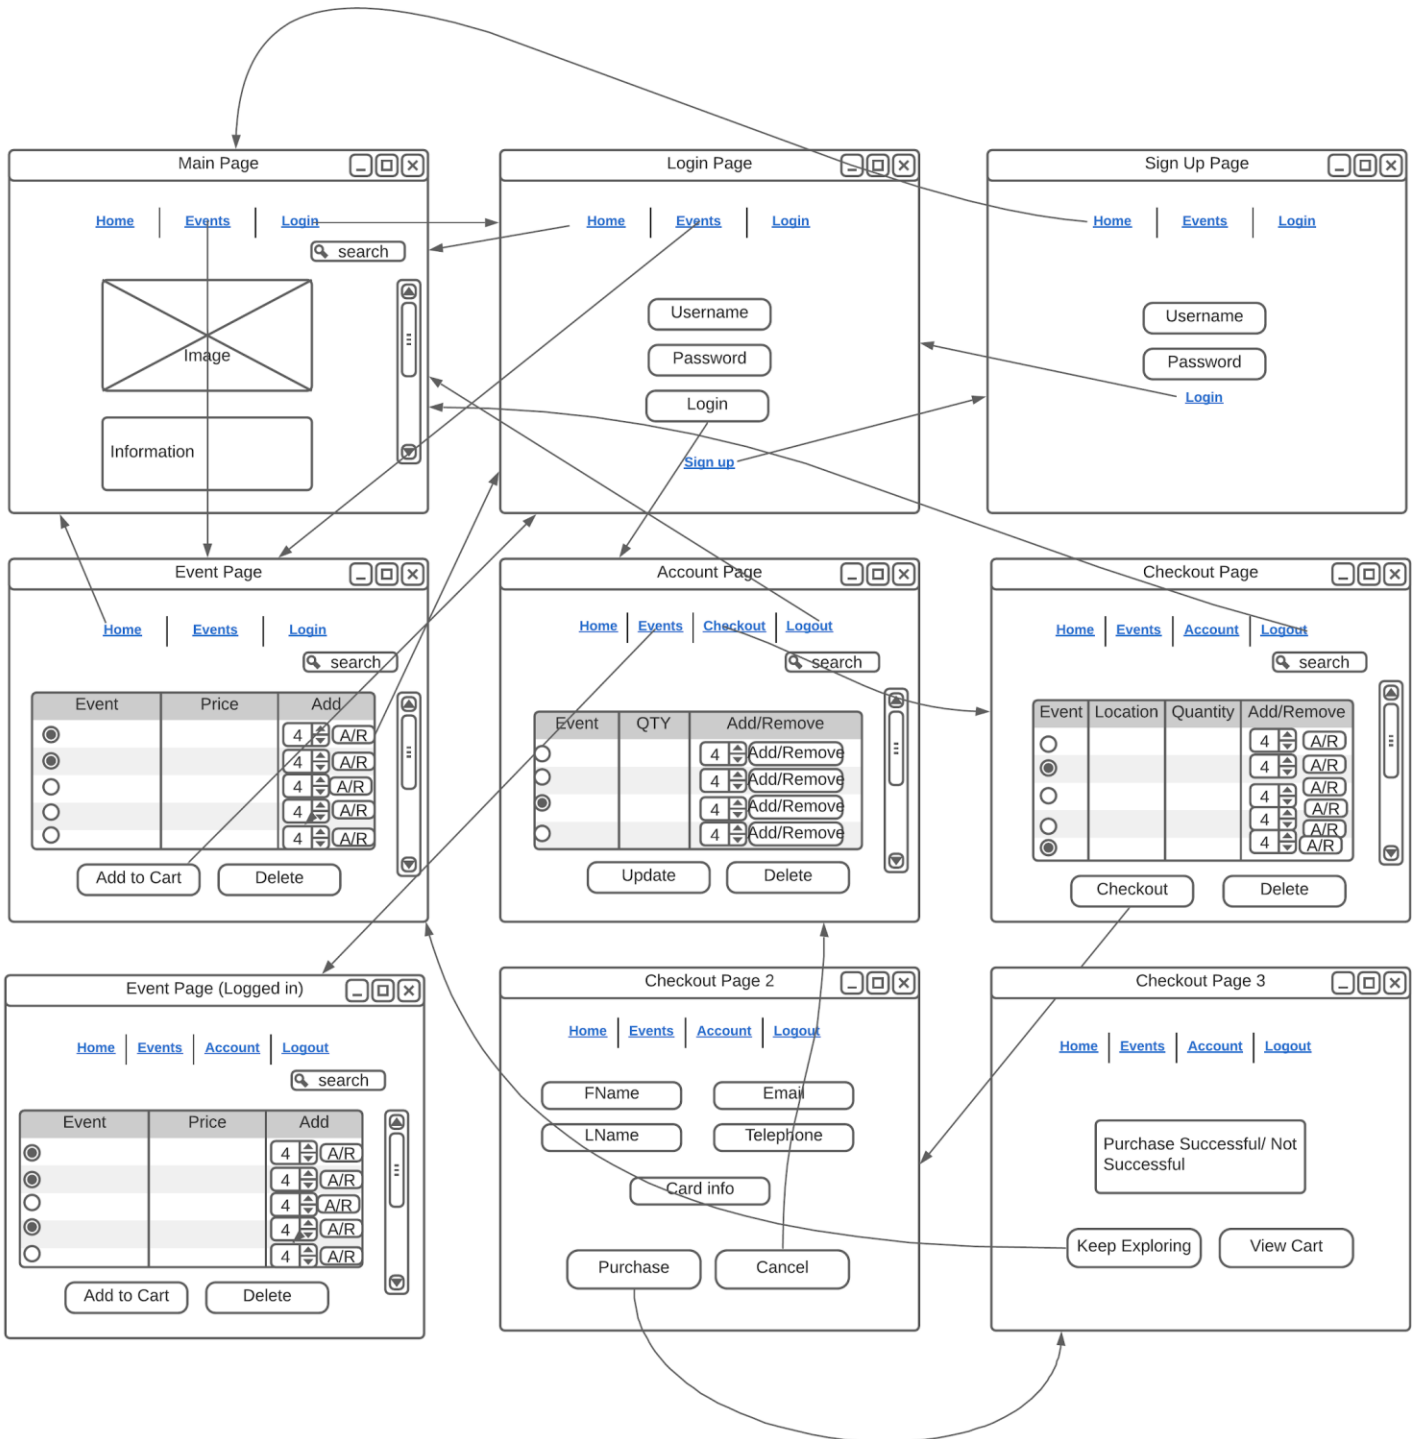 Main Page
Home Events Login
search
Image
Information
Login Page
Home Events Login
Username
Password
Login
Sign up
Sign Up Page
Home Events Login
Username
Password
Login
Event Page
Home Events Login
search
Event Price Add
4 A/R
4 A/R
4 A/R
4 A/R
4 A/R
Add to Cart Delete
Account Page
Home Events Checkout Logout
search
Event QTY Add/Remove
4 Add/Remove
4 Add/Remove
4 Add/Remove
4 Add/Remove
Update Delete
Checkout Page
Home Events Account Logout
search
Event Location Quantity Add/Remove
4 A/R
4 A/R
4 A/R
4 A/R
4 A/R
A/R
Checkout Delete
Event Page (Logged in)
Home Events Account Logout
search
Event Price Add
4 A/R
4 A/R
4 A/R
4 A/R
4 A/R
Add to Cart Delete
Checkout Page 2
Home Events Account Logout
FName Email
LName Telephone
Card info
Purchase Cancel
Checkout Page 3
Home Events Account Logout
Purchase Successful/ Not
Successful
Keep Exploring View Cart